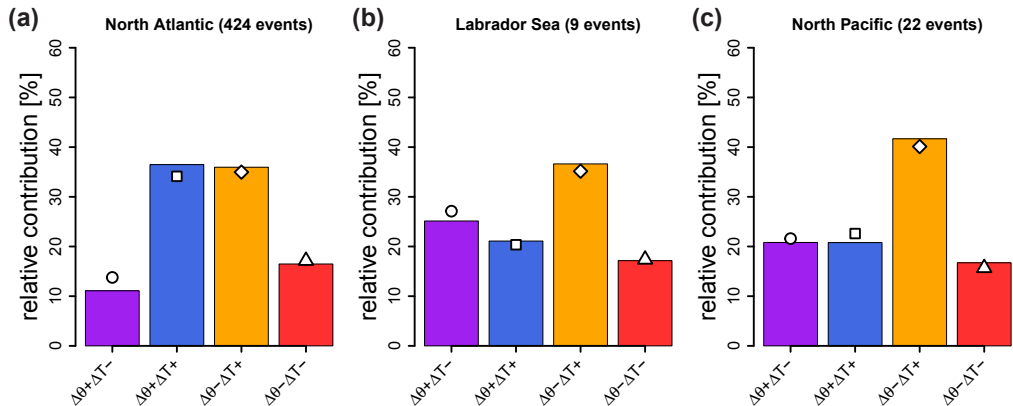 (a)
North Atlantic (424 events)
relative contribution [%]
60
50
40
30
20
10
0
Δθ+ΔT−
Δθ+ΔT+
Δθ−ΔT+
Δθ−ΔT−
(b)
Labrador Sea (9 events)
relative contribution [%]
60
50
40
30
20
10
0
Δθ+ΔT−
Δθ+ΔT+
Δθ−ΔT+
Δθ−ΔT−
(c)
North Pacific (22 events)
relative contribution [%]
60
50
40
30
20
10
0
Δθ+ΔT−
Δθ+ΔT+
Δθ−ΔT+
Δθ−ΔT−